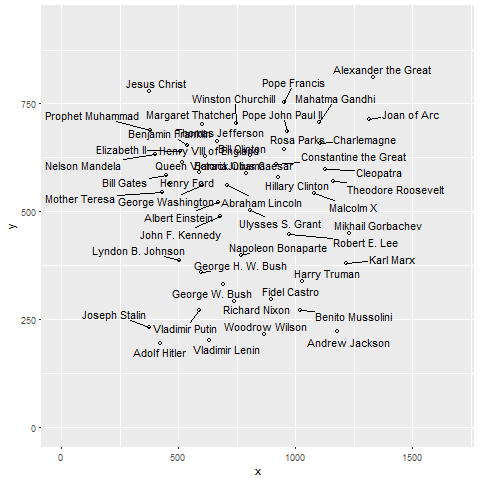 Alexander the Great
Pope Francis
Jesus Christ
Winston Churchill
Mahatma Gandhi
Prophet Muhammad
Margaret Thatcher
Pope John Paul II
Joan of Arc
Benjamin Franklin
Thomas Jefferson
Rosa Parks
Charlemagne
Elizabeth II
Henry VIII of England
Bill Clinton
Constantine the Great
Nelson Mandela
Queen Victoria
Barack Obama
Julius Caesar
Cleopatra
Bill Gates
Henry Ford
Hillary Clinton
Theodore Roosevelt
Mother Teresa
George Washington
Abraham Lincoln
Malcolm X
Albert Einstein
Ulysses S. Grant
Mikhail Gorbachev
John F. Kennedy
Robert E. Lee
Lyndon B. Johnson
Napoleon Bonaparte
Karl Marx
George H. W. Bush
Harry Truman
George W. Bush
Fidel Castro
Joseph Stalin
Richard Nixon
Benito Mussolini
Vladimir Putin
Woodrow Wilson
Adolf Hitler
Vladimir Lenin
Andrew Jackson
750
500
250
0
y
0
500
1000
1500
x